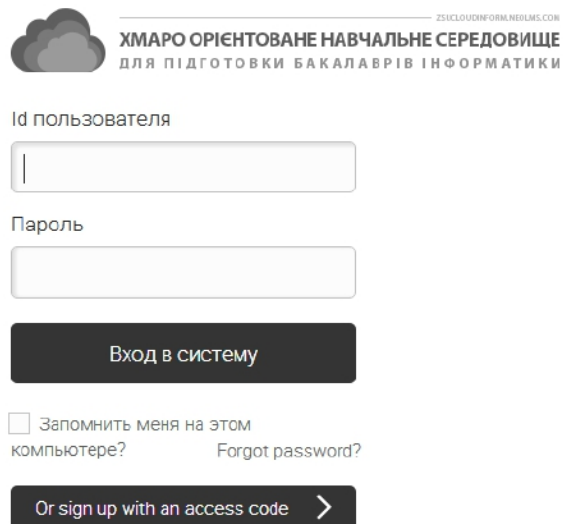 ZSUCLOUDINFORM.NEOLMS.COM
ХМАРО ОРІЄНТОВАНЕ НАВЧАЛЬНЕ СЕРЕДОВИЩЕ
ДЛЯ ПІДГОТОВКИ БАКАЛАВРІВ ІНФОРМАТИКИ
Id пользователя
Пароль
Вход в систему
Запомнить меня на этом
компьютере? Forgot password?
Or sign up with an access code